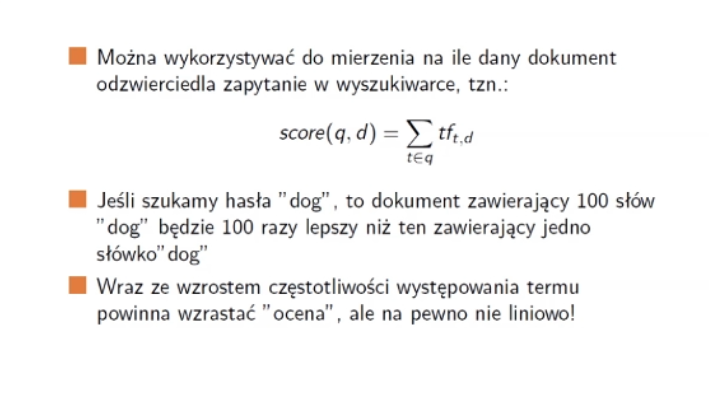 Można wykorzystywać do mierzenia na ile dany dokument
odzwierciedla zapytanie w wyszukiwarce, tzn.:
score(q, d) = ∑ tf_{t,d}
t∈q
Jeśli szukamy hasła "dog", to dokument zawierający 100 słów
"dog" będzie 100 razy lepszy niż ten zawierający jedno
słówko"dog"
Wraz ze wzrostem częstotliwości występowania termu
powinna wzrastać "ocena", ale na pewno nie liniowo!